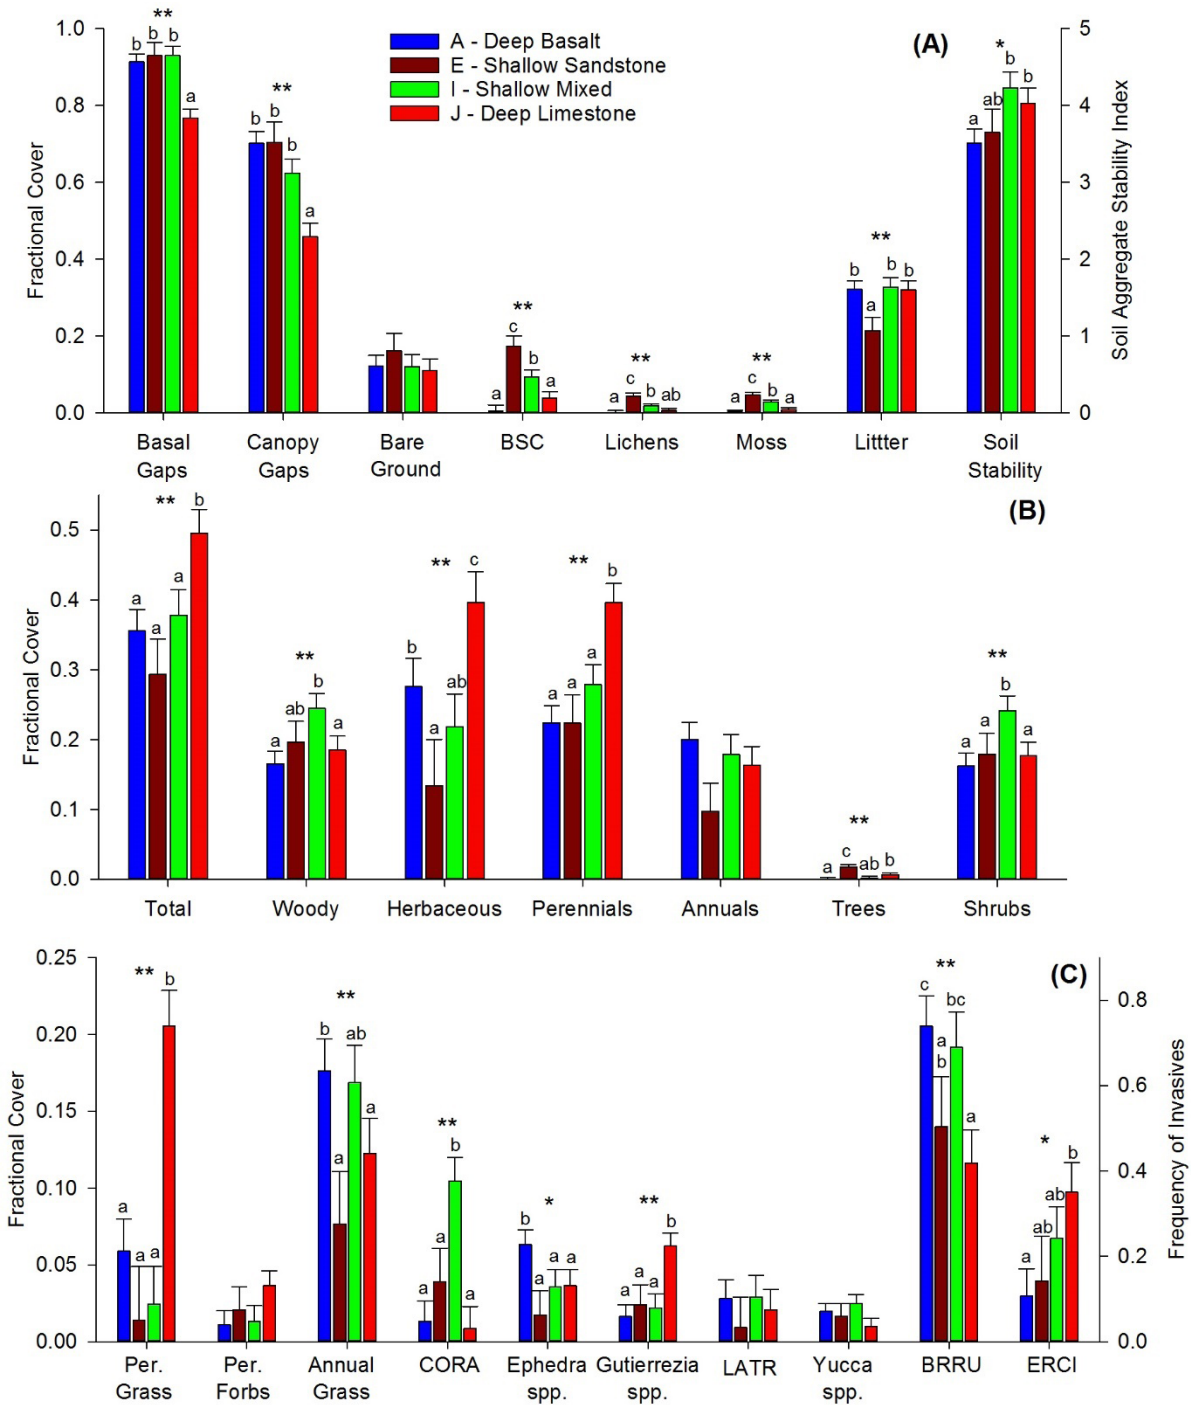 (A)
A - Deep Basalt
E - Shallow Sandstone
I - Shallow Mixed
J - Deep Limestone
Fractional Cover
1.0
0.8
0.6
0.4
0.2
0.0
Soil Aggregate Stability Index
5
4
3
2
1
0
** b b b a
** b b b a
** a c b a
** a c b ab
** a c b a
** b a b b
* a ab b b
Basal Gaps
Canopy Gaps
Bare Ground
BSC
Lichens
Moss
Littter
Soil Stability
(B)
Fractional Cover
0.5
0.4
0.3
0.2
0.1
0.0
** a a a b
** a ab b a
** b a ab c
** a a a b
** a c ab b
** a a b a
Total
Woody
Herbaceous
Perennials
Annuals
Trees
Shrubs
(C)
Fractional Cover
0.25
0.20
0.15
0.10
0.05
0.00
Frequency of Invasives
0.8
0.6
0.4
0.2
0.0
** a a a b
** b a ab a
** a a b a
* b a a a
** a a a b
** c a b bc a
* a ab ab b
Per. Grass
Per. Forbs
Annual Grass
CORA
Ephedra spp.
Gutierrezia spp.
LATR
Yucca spp.
BRRU
ERCI